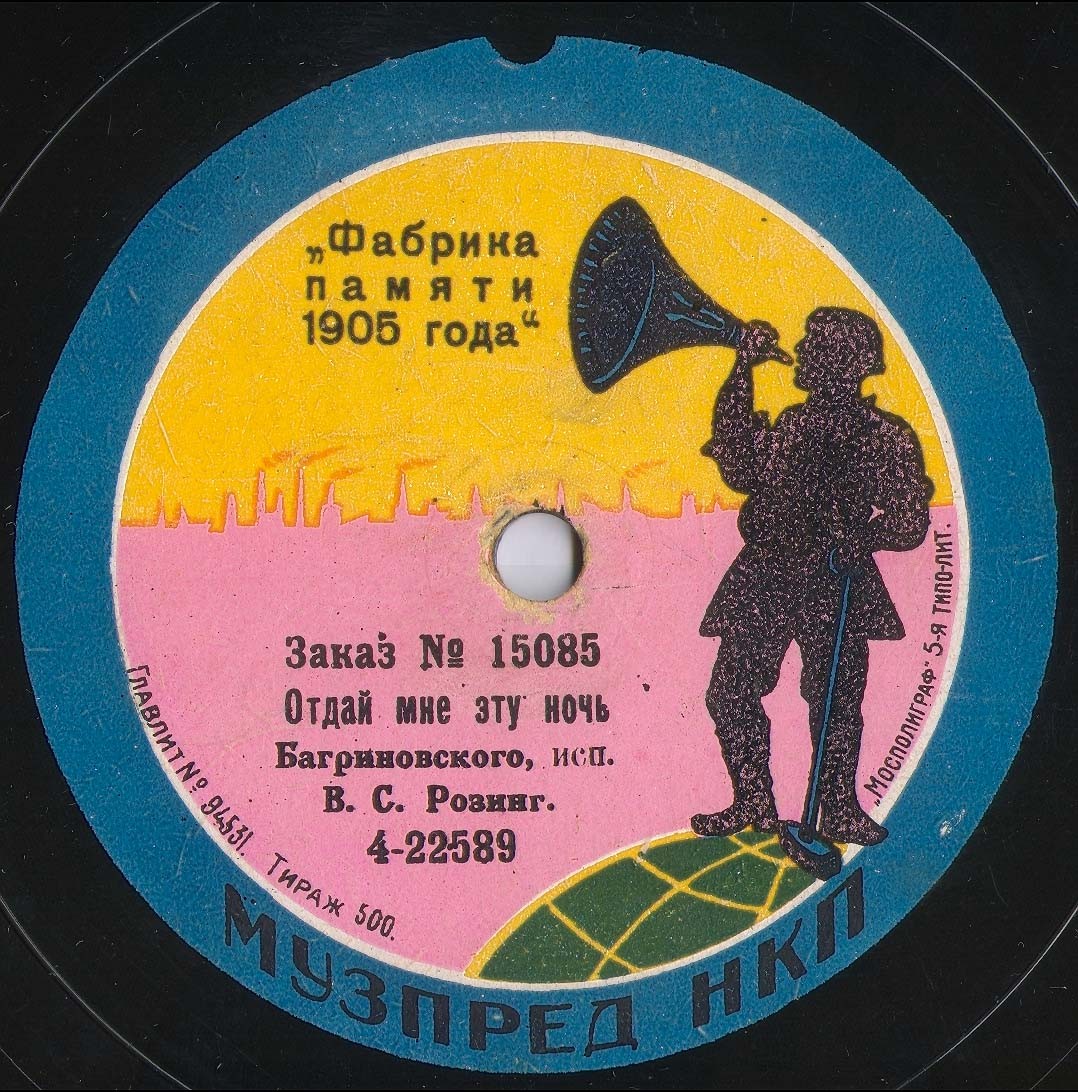 „Фабрика
памяти
1905 года“
Заказ № 15085
Отдай мне эту ночь
Багриновского, исп.
В. С. Розинг.
4-22589
Главлит № 94531. Тираж 500.
„Мосполиграф“ 5-я типо-лит.
МУЗПРЕД НКП